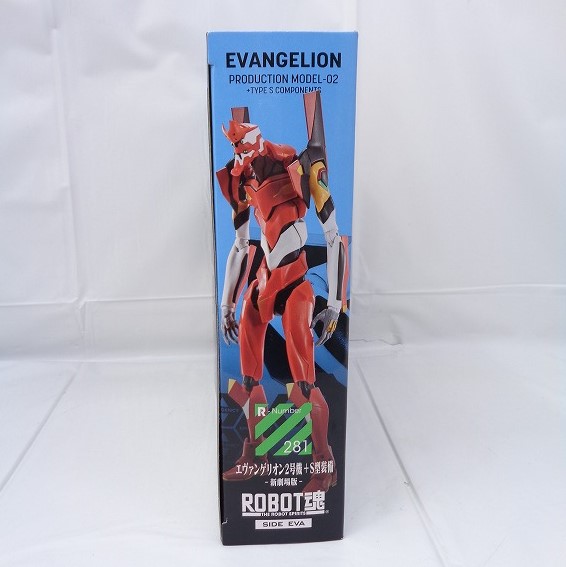 EVANGELION
PRODUCTION MODEL-02
+TYPE S COMPONENTS
R-Number
281
エヴァンゲリオン2号機+S型装備
-新劇場版-
ROBOT魂
THE ROBOT SPIRITS
SIDE EVA